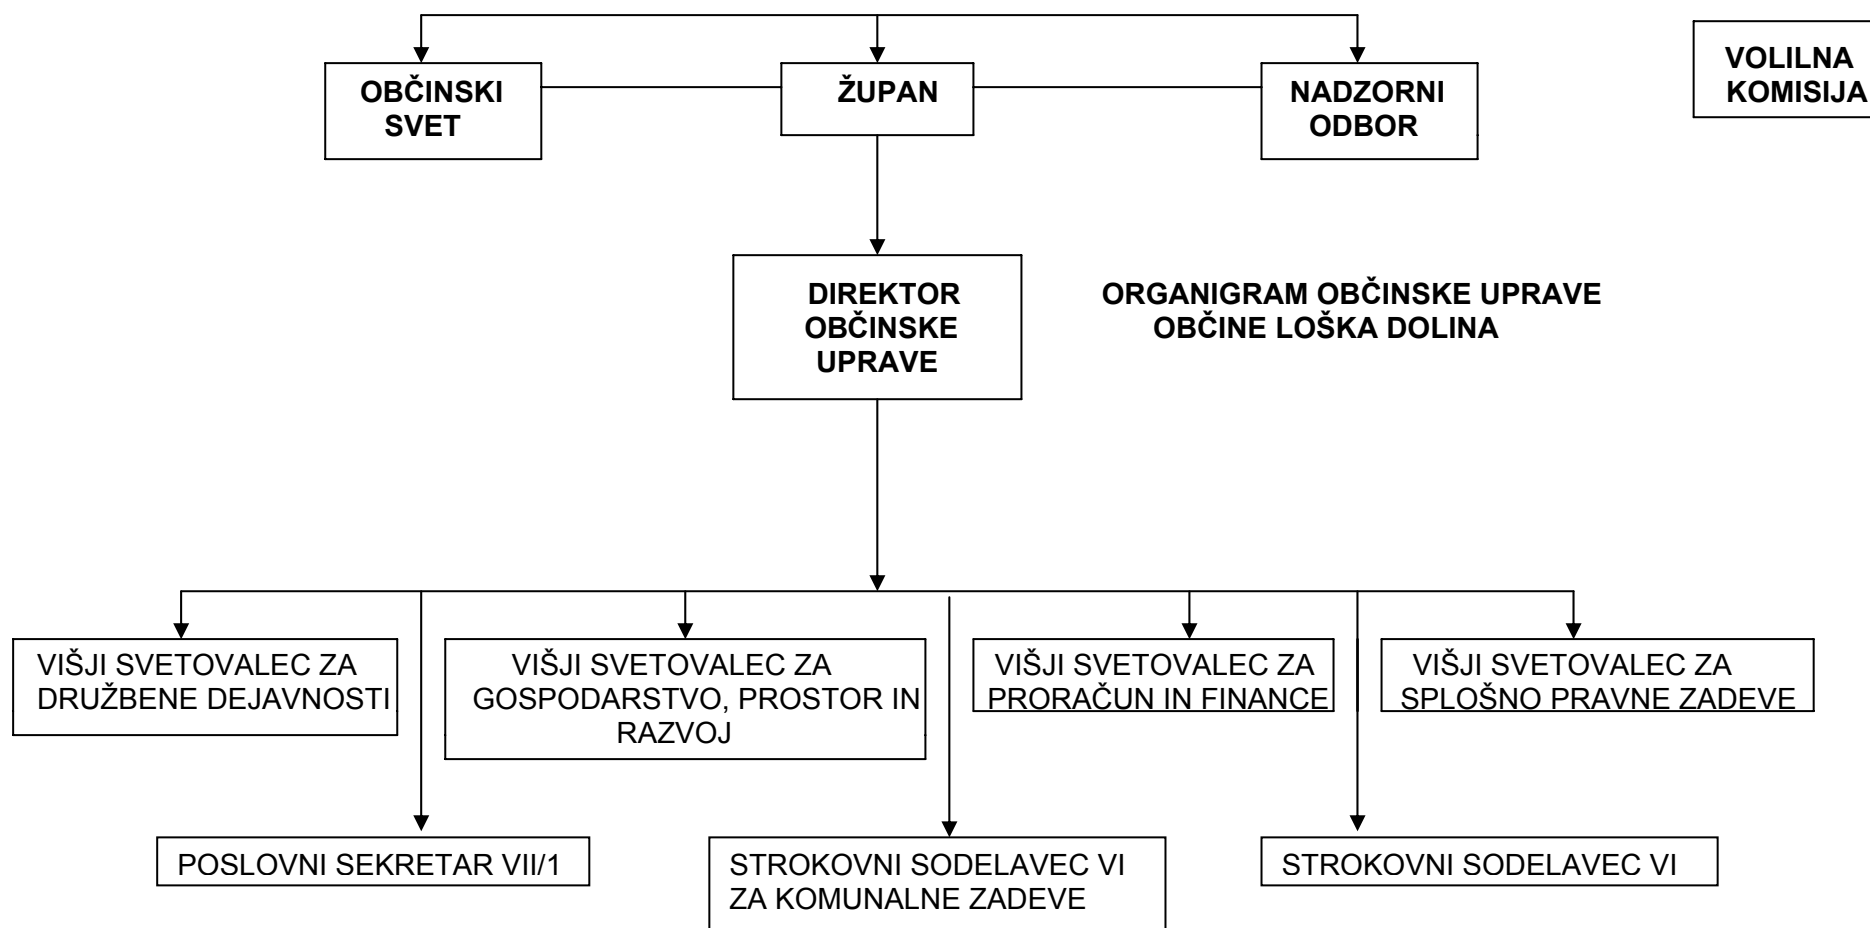 OBČINSKI
SVET
ŽUPAN
NADZORNI
ODBOR
VOLILNA
KOMISIJA
DIREKTOR
OBČINSKE
UPRAVE
ORGANIGRAM OBČINSKE UPRAVE
OBČINE LOŠKA DOLINA
VIŠJI SVETOVALEC ZA
DRUŽBENE DEJAVNOSTI
VIŠJI SVETOVALEC ZA
GOSPODARSTVO, PROSTOR IN
RAZVOJ
VIŠJI SVETOVALEC ZA
PRORAČUN IN FINANCE
VIŠJI SVETOVALEC ZA
SPLOŠNO PRAVNE ZADEVE
POSLOVNI SEKRETAR VII/1
STROKOVNI SODELAVEC VI
ZA KOMUNALNE ZADEVE
STROKOVNI SODELAVEC VI